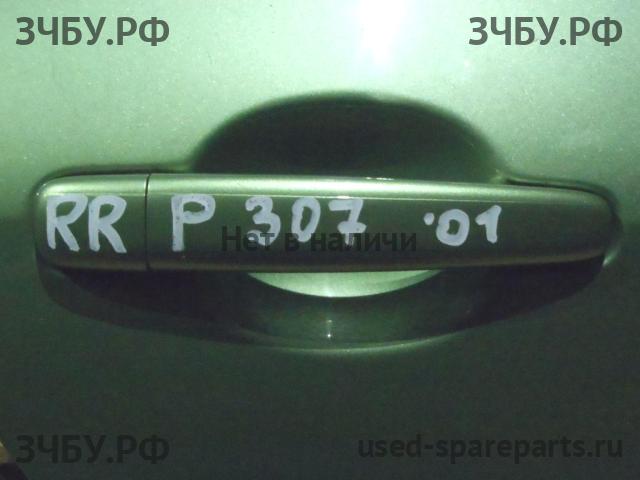 ЗЧБУ.РФ ЗЧБУ.РФ
RR P 307 '01
Нет в наличи
ЗЧБУ.РФ used-spareparts.ru